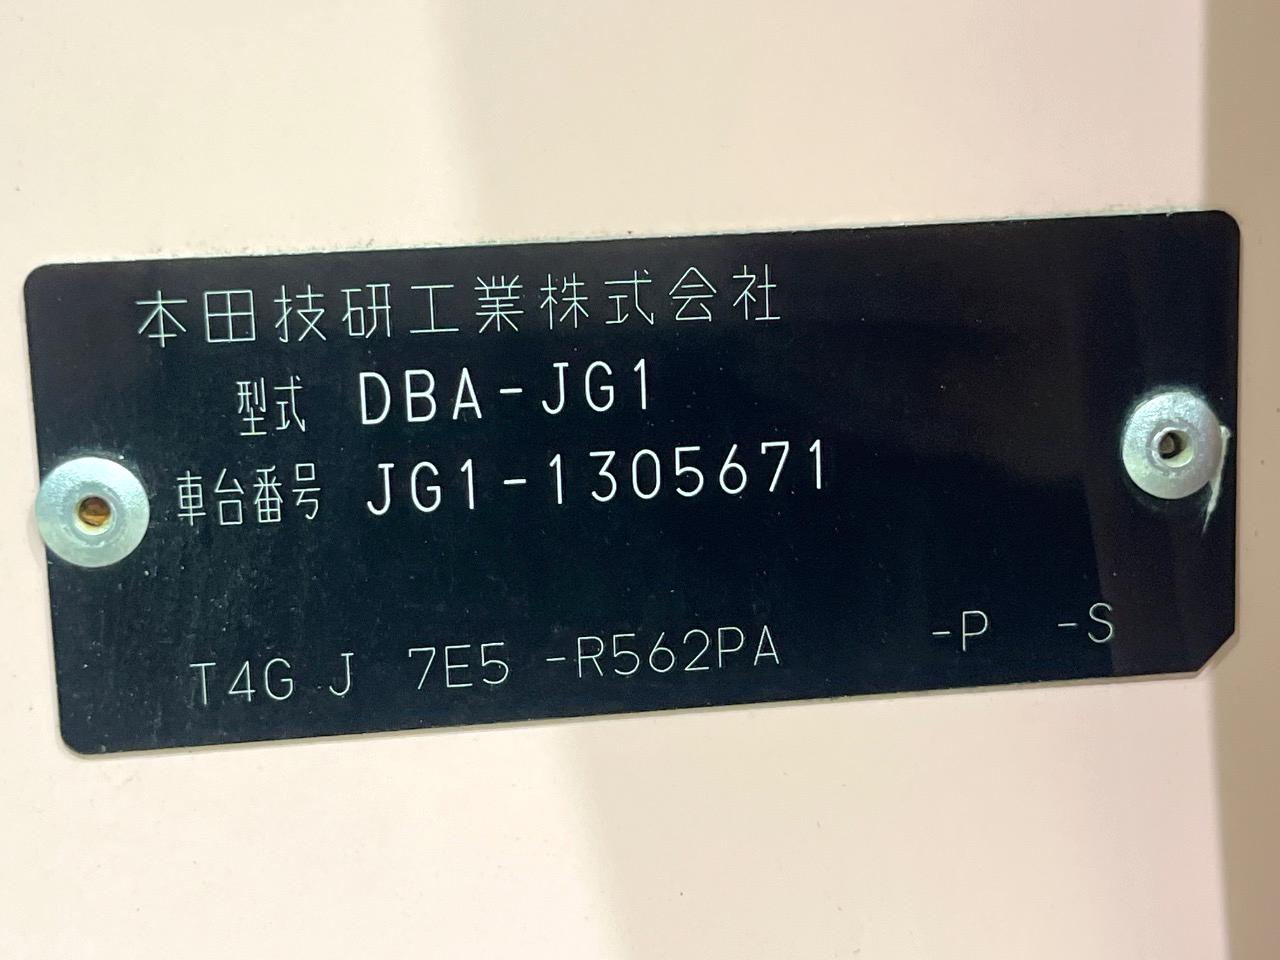 本田技研工業株式会社
型式 DBA-JG1
車台番号 JG1-1305671
T4G J 7E5 -R562PA -P -S